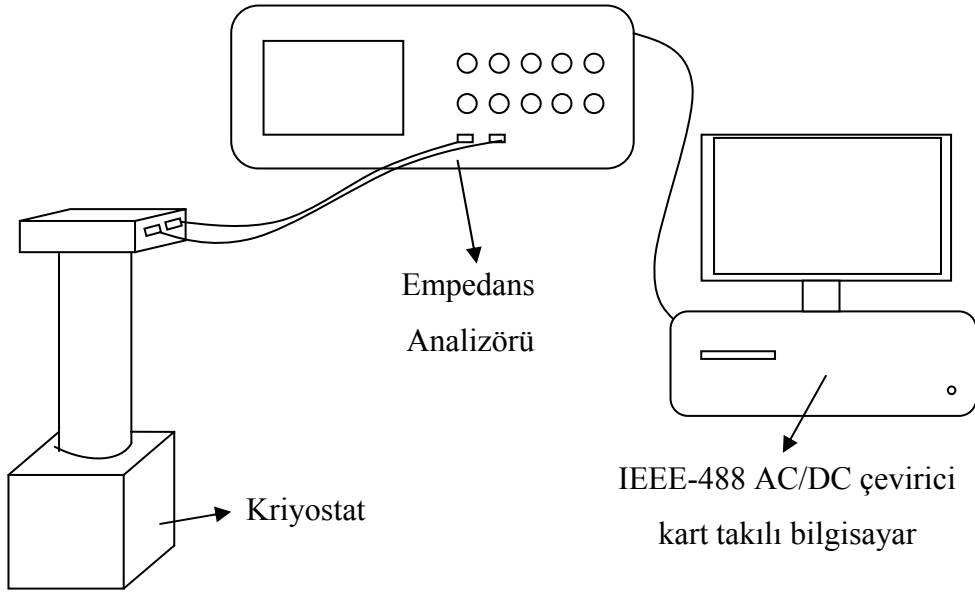 Empedans
Analizörü
Kriyostat
IEEE-488 AC/DC çevirici
kart takılı bilgisayar